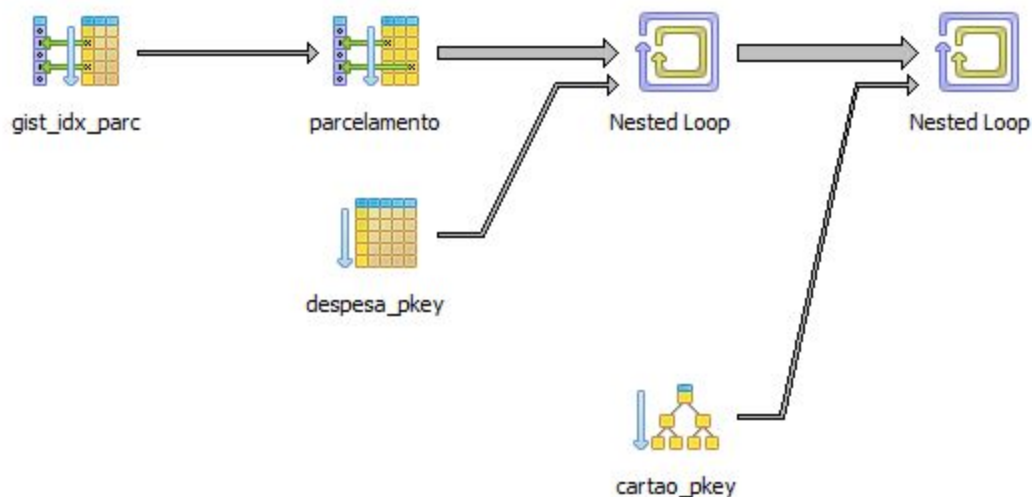 gist_idx_parc
parcelamento
Nested Loop
Nested Loop
despesa_pkey
cartao_pkey